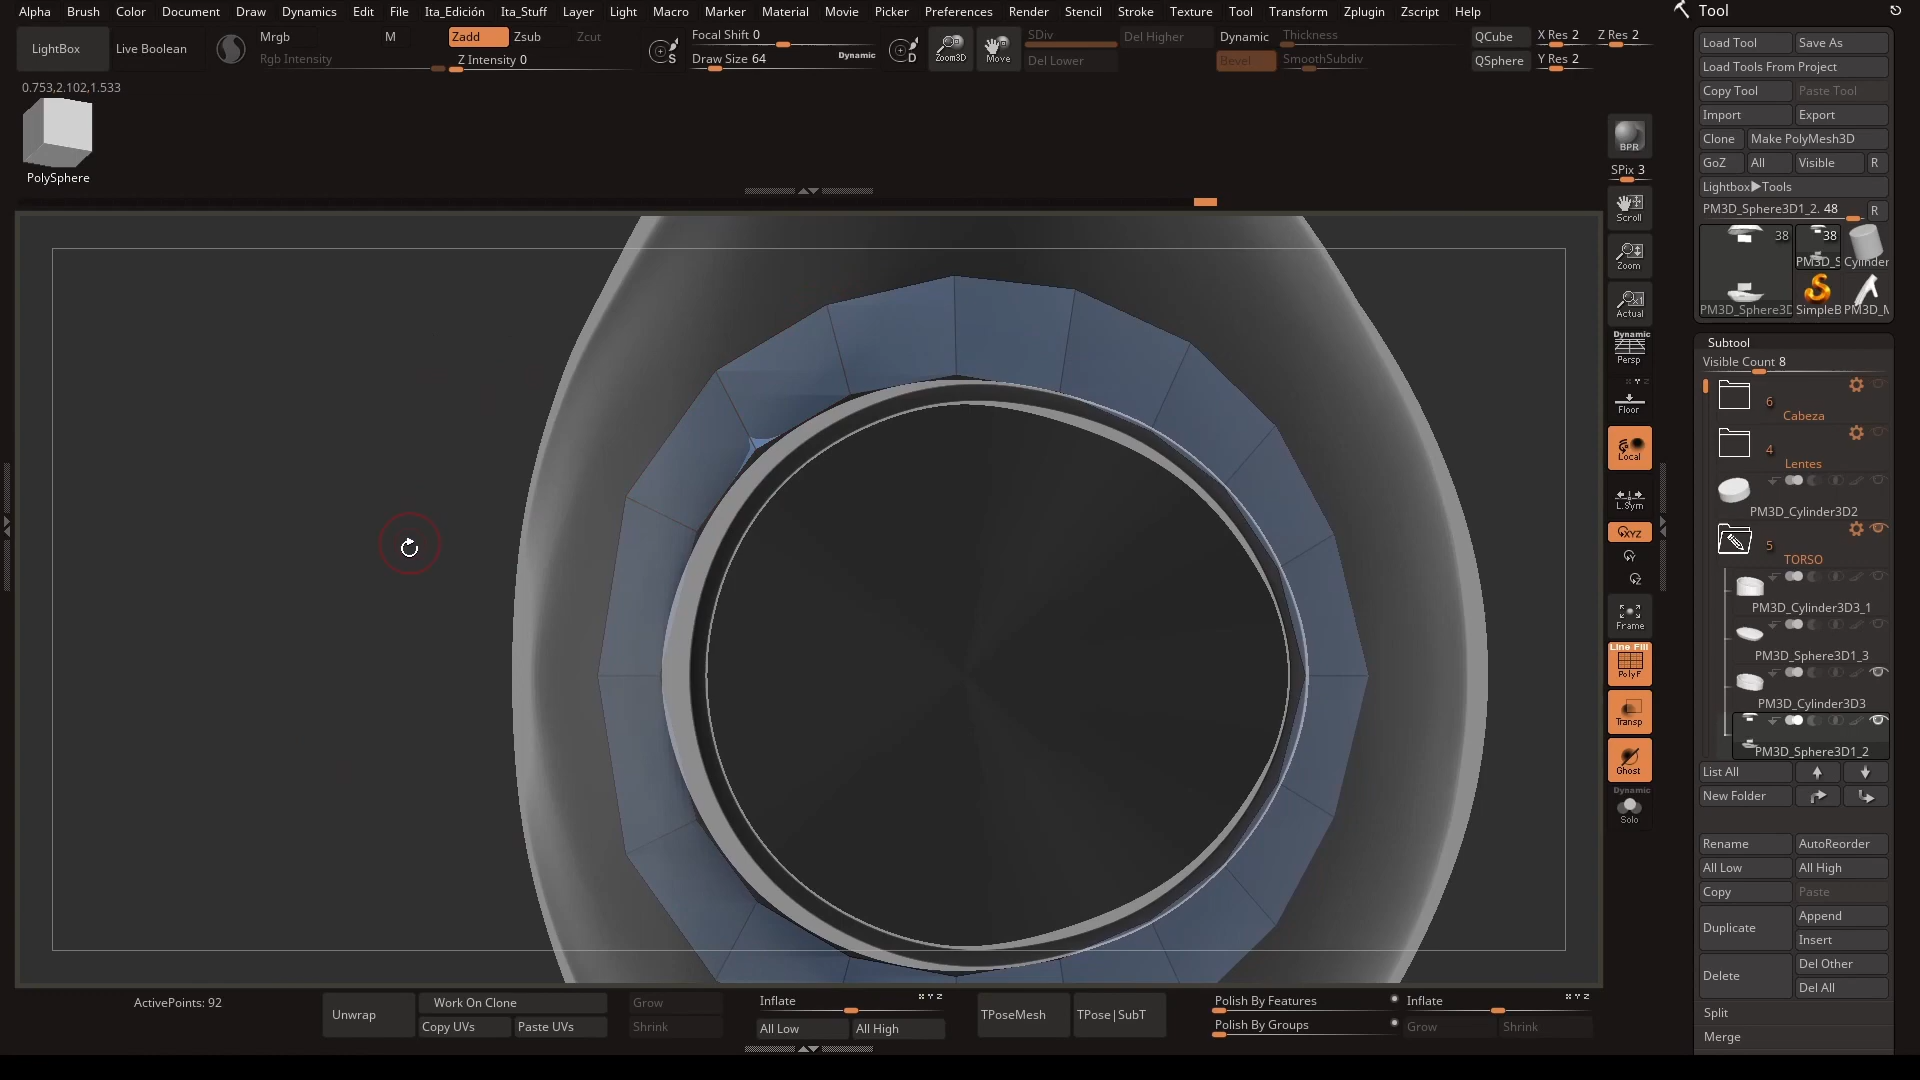 Alpha Brush Color Document Draw Dynamics Edit File Ita_Edición Ita_Stuff Layer Light Macro Marker Material Movie Picker Preferences Render Stencil Stroke Texture Tool Transform Zplugin Zscript Help
Tool
LightBox Live Boolean Mrgb M Zadd Zsub Zcut
Rgb Intensity Z Intensity 0
S Focal Shift 0
Draw Size 64 Dynamic
D Zoom3D Move
SDiv Del Higher
Del Lower
Dynamic Thickness
Bevel SmoothSubdiv
QCube X Res 2 Z Res 2
QSphere Y Res 2
0.753,2.102,1.533
PolySphere
BPR
SPix 3
Scroll
Zoom
Actual
Dynamic
Persp
Floor
Local
L.Sym
XYZ
Y
Z
Frame
Line Fill
PolyF
Transp
Ghost
Dynamic
Solo
Load Tool Save As
Load Tools From Project
Copy Tool Paste Tool
Import Export
Clone Make PolyMesh3D
GoZ All Visible R
Lightbox▶Tools
PM3D_Sphere3D1_2. 48 R
38 38
PM3D_S Cylinder
PM3D_Sphere3D SimpleB PM3D_M
Subtool
Visible Count 8
6
Cabeza
4
Lentes
PM3D_Cylinder3D2
5
TORSO
PM3D_Cylinder3D3_1
PM3D_Sphere3D1_3
PM3D_Cylinder3D3
PM3D_Sphere3D1_2
List All
New Folder
Rename AutoReorder
All Low All High
Copy Paste
Duplicate Append
Insert
Delete Del Other
Del All
Split
Merge
ActivePoints: 92
Unwrap Work On Clone
Copy UVs Paste UVs
Grow
Shrink
Inflate X Y Z
All Low All High
TPoseMesh TPose|SubT
Polish By Features
Polish By Groups
Inflate X Y Z
Grow Shrink